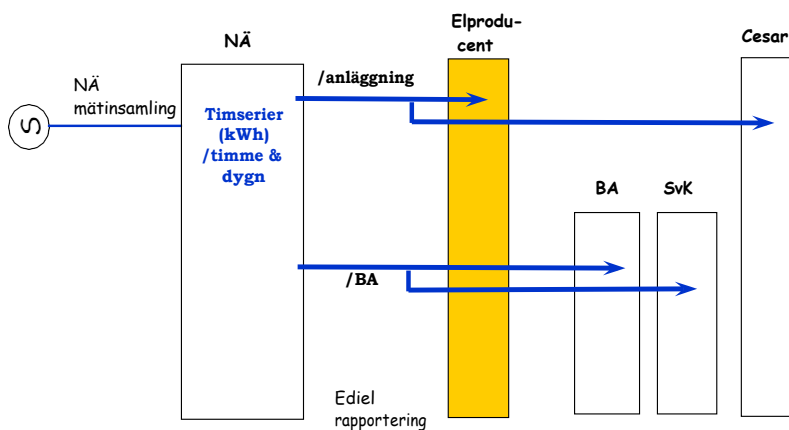 Elprodu-
cent
NÄ
Cesar
NÄ
mätinsamling
/anläggning
S
Timserier
(kWh)
/timme &
dygn
BA
SvK
/BA
Ediel
rapportering